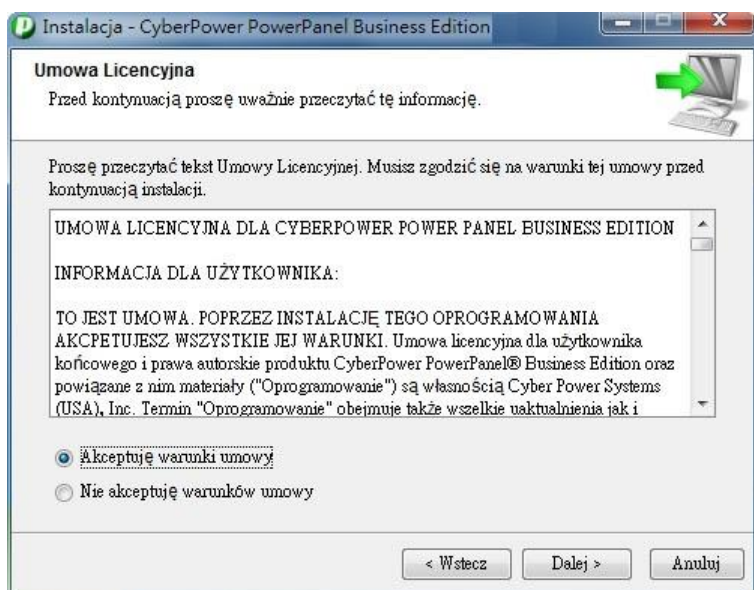 Instalacja - CyberPower PowerPanel Business Edition
Umowa Licencyjna
Przed kontynuacją proszę uważnie przeczytać tę informację.
Proszę przeczytać tekst Umowy Licencyjnej. Musisz zgodzić się na warunki tej umowy przed
kontynuacją instalacji.
UMOWA LICENCYJNA DLA CYBERPOWER POWER PANEL BUSINESS EDITION
INFORMACJA DLA UŻYTKOWNIKA:
TO JEST UMOWA. POPRZEZ INSTALACJĘ TEGO OPROGRAMOWANIA
AKCPETUJESZ WSZYSTKIE JEJ WARUNKI. Umowa licencyjna dla użytkownika
końcowego i prawa autorskie produktu CyberPower PowerPanel® Business Edition oraz
powiązane z nim materiały ("Oprogramowanie") są własnością Cyber Power Systems
(USA), Inc. Termin "Oprogramowanie" obejmuje także wszelkie uaktualnienia jak i
Akceptuję warunki umowy
Nie akceptuję warunków umowy
< Wstecz Dalej > Anuluj